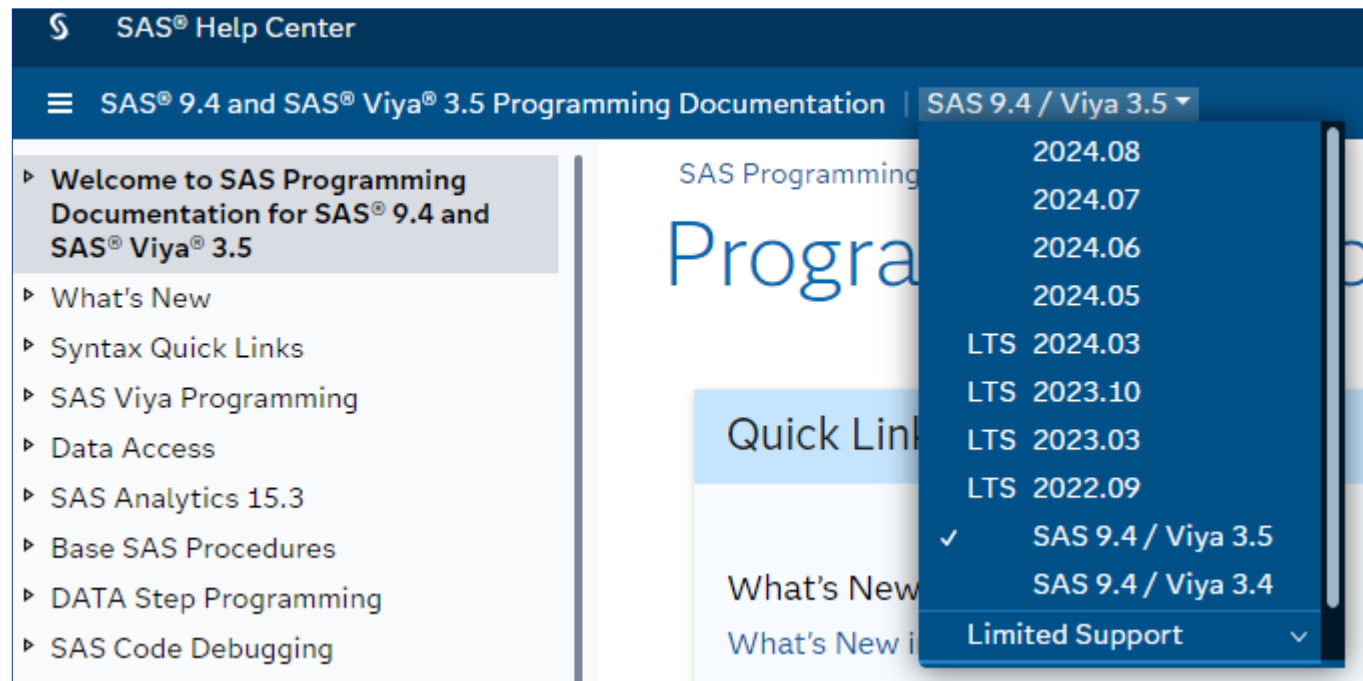 SAS® Help Center
SAS® 9.4 and SAS® Viya® 3.5 Programming Documentation | SAS 9.4 / Viya 3.5
Welcome to SAS Programming
Documentation for SAS® 9.4 and
SAS® Viya® 3.5
What's New
Syntax Quick Links
SAS Viya Programming
Data Access
SAS Analytics 15.3
Base SAS Procedures
DATA Step Programming
SAS Code Debugging
SAS Programming
Progra
Quick Lin
What's New
What's New i
2024.08
2024.07
2024.06
2024.05
LTS 2024.03
LTS 2023.10
LTS 2023.03
LTS 2022.09
✓ SAS 9.4 / Viya 3.5
SAS 9.4 / Viya 3.4
Limited Support